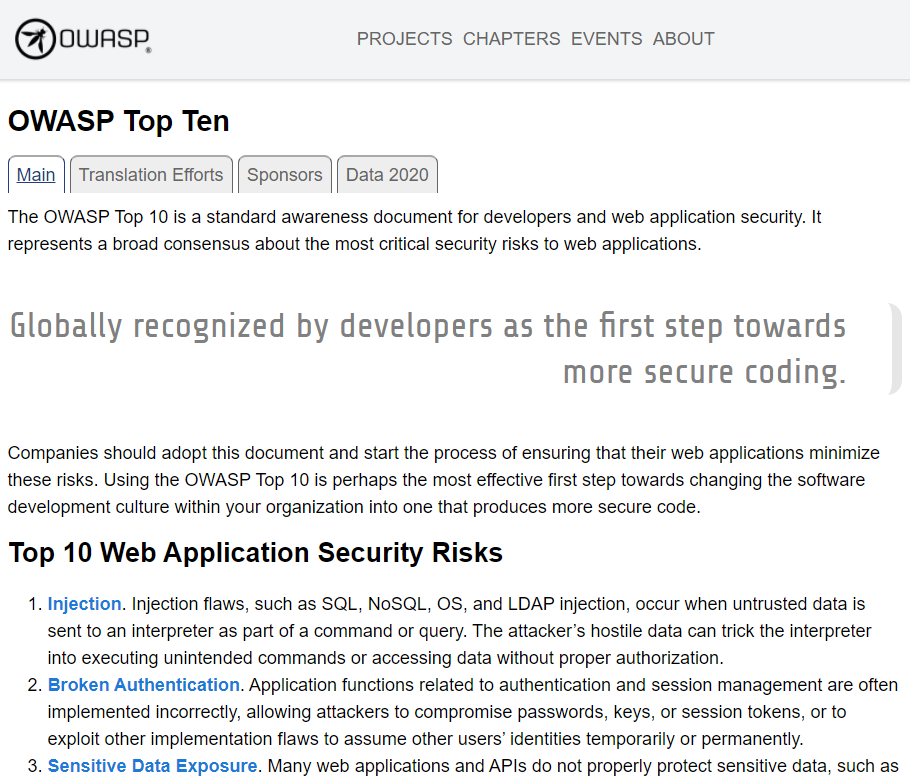 OWASP®
PROJECTS CHAPTERS EVENTS ABOUT
OWASP Top Ten
Main Translation Efforts Sponsors Data 2020
The OWASP Top 10 is a standard awareness document for developers and web application security. It
represents a broad consensus about the most critical security risks to web applications.
Globally recognized by developers as the first step towards
more secure coding.
Companies should adopt this document and start the process of ensuring that their web applications minimize
these risks. Using the OWASP Top 10 is perhaps the most effective first step towards changing the software
development culture within your organization into one that produces more secure code.
Top 10 Web Application Security Risks
1. Injection. Injection flaws, such as SQL, NoSQL, OS, and LDAP injection, occur when untrusted data is
sent to an interpreter as part of a command or query. The attacker’s hostile data can trick the interpreter
into executing unintended commands or accessing data without proper authorization.
2. Broken Authentication. Application functions related to authentication and session management are often
implemented incorrectly, allowing attackers to compromise passwords, keys, or session tokens, or to
exploit other implementation flaws to assume other users’ identities temporarily or permanently.
3. Sensitive Data Exposure. Many web applications and APIs do not properly protect sensitive data, such as